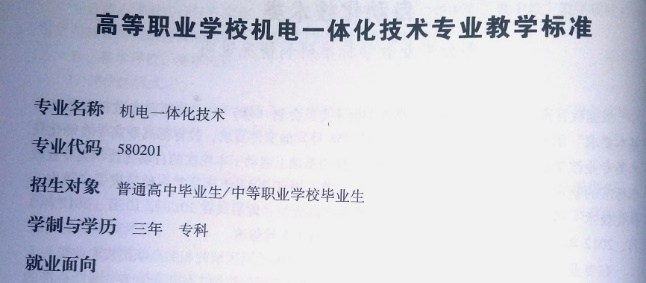 高等职业学校机电一体化技术专业教学标准
专业名称 机电一体化技术
专业代码 580201
招生对象 普通高中毕业生/中等职业学校毕业生
学制与学历 三年 专科
就业面向